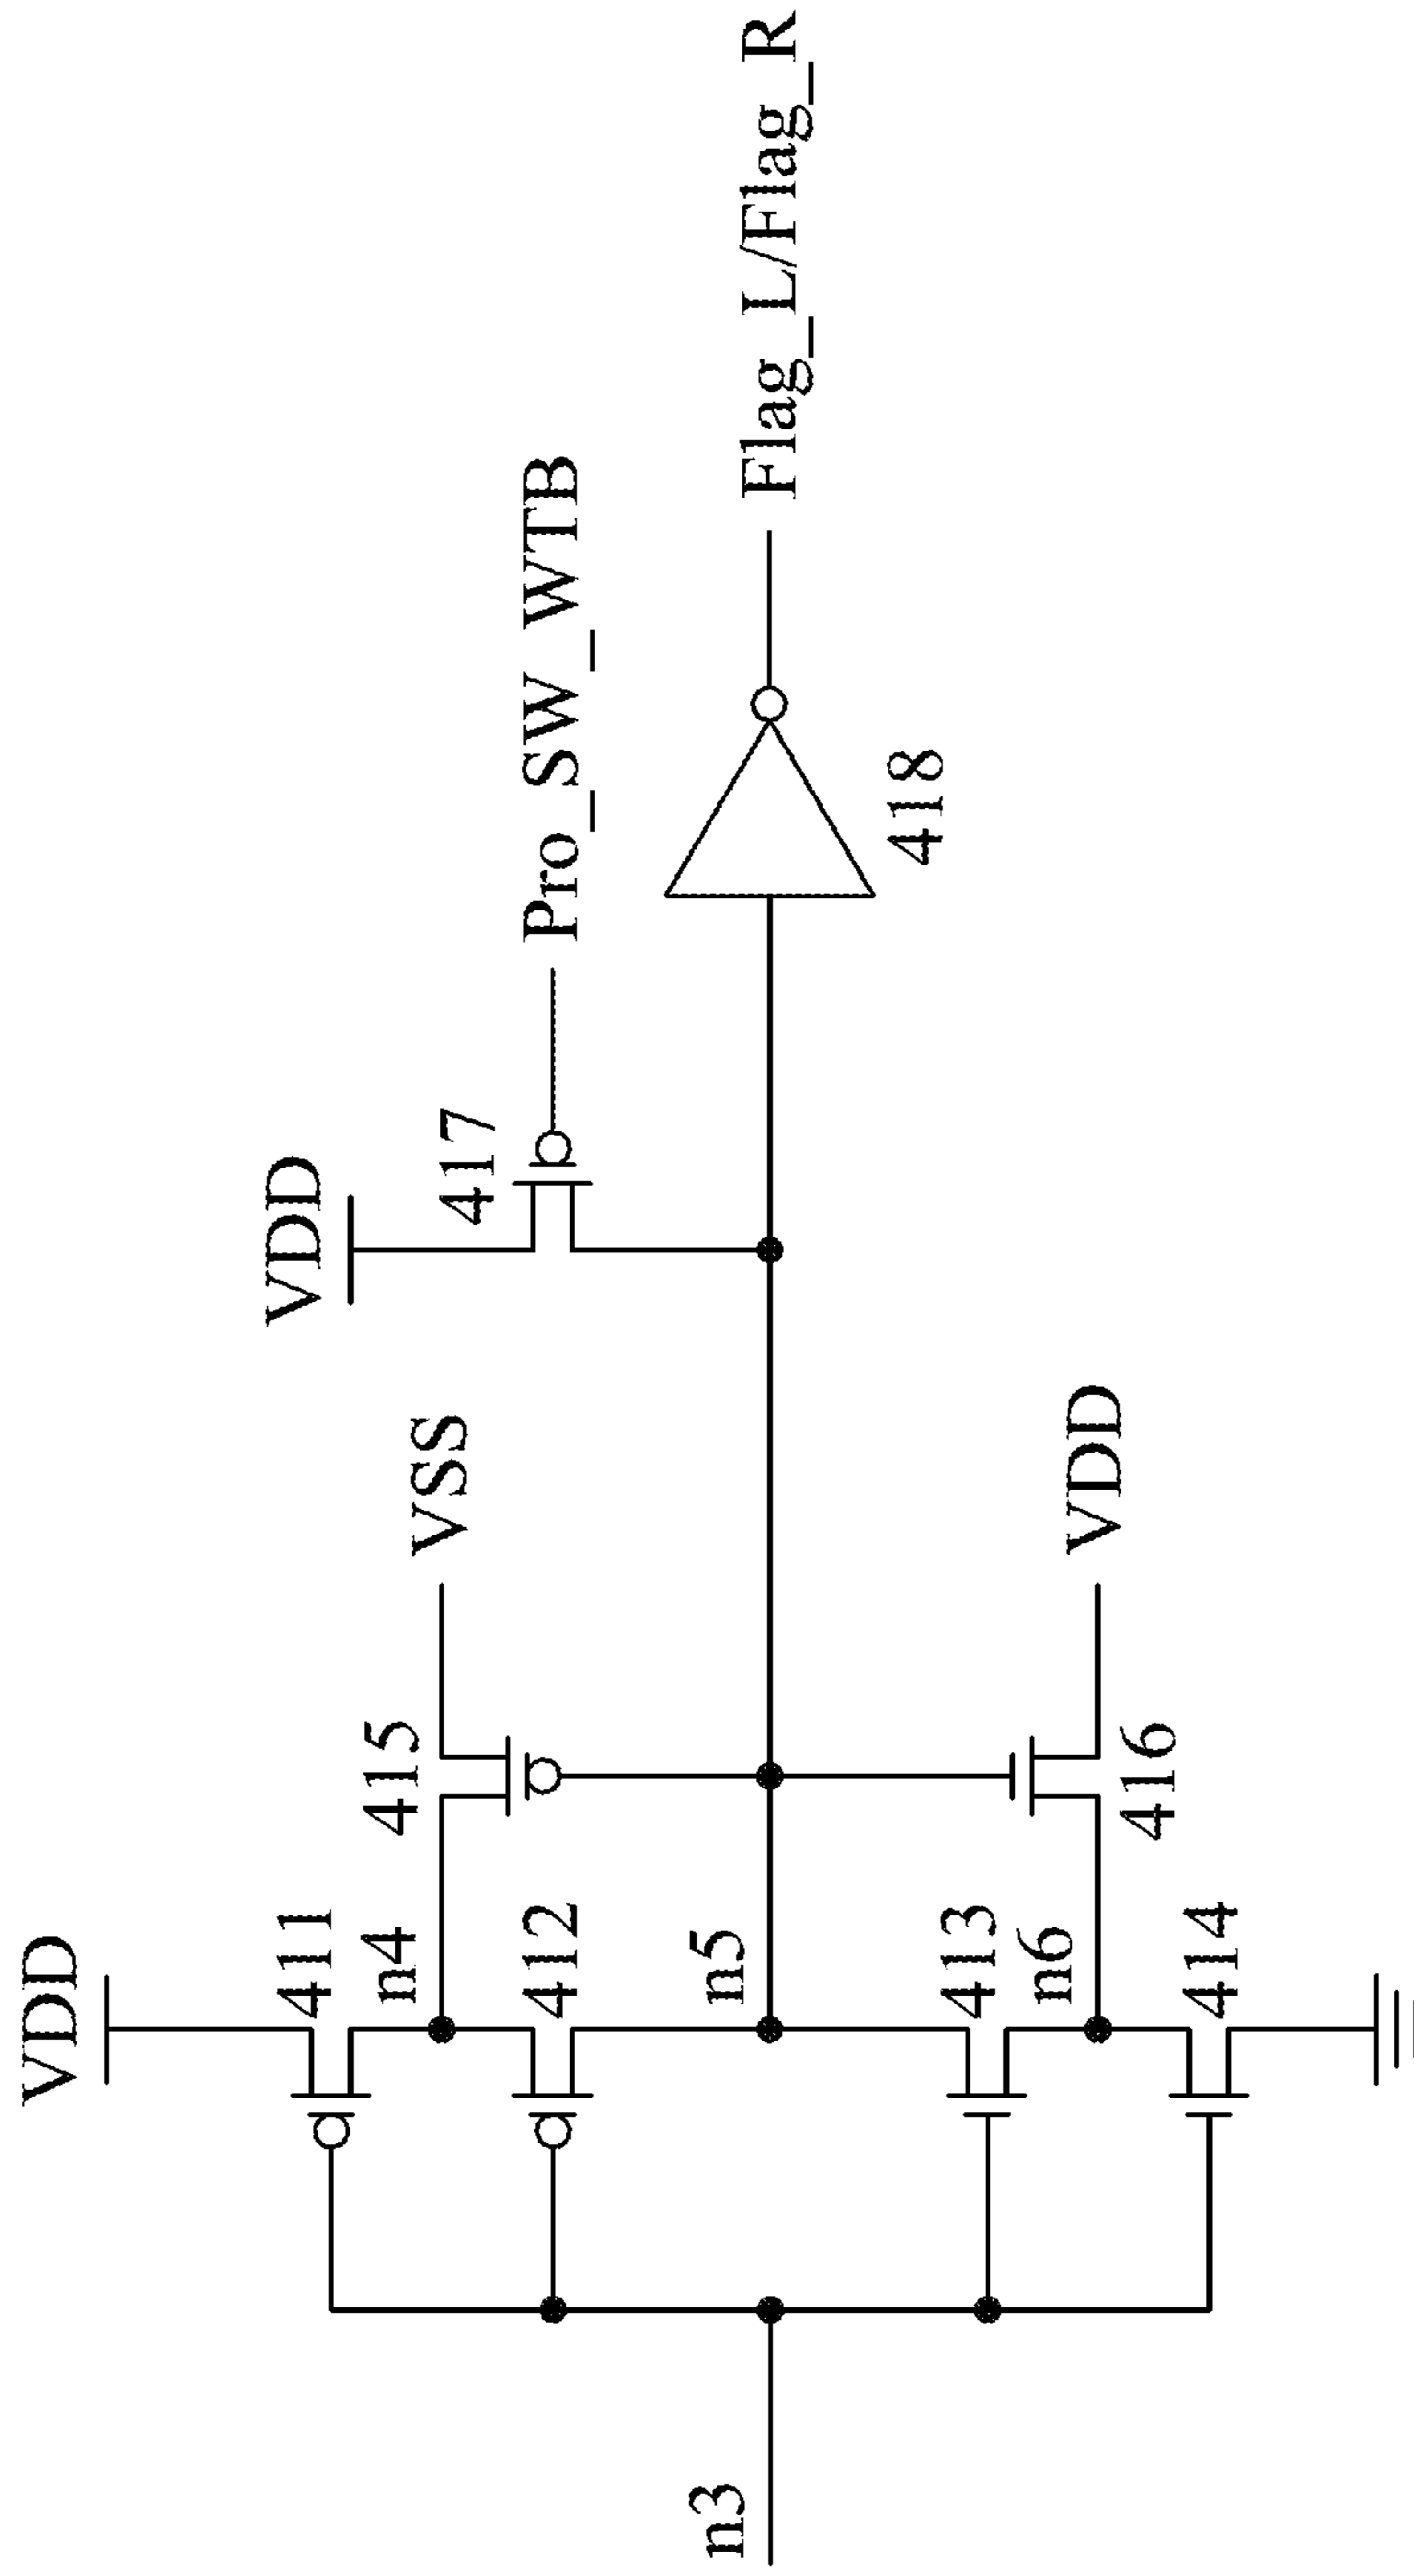 VDD
411
n4
412
n5
413
n6
414
n3
415
VSS
416
VDD
VDD
417
Pro_SW_WTB
418
Flag_L/Flag_R